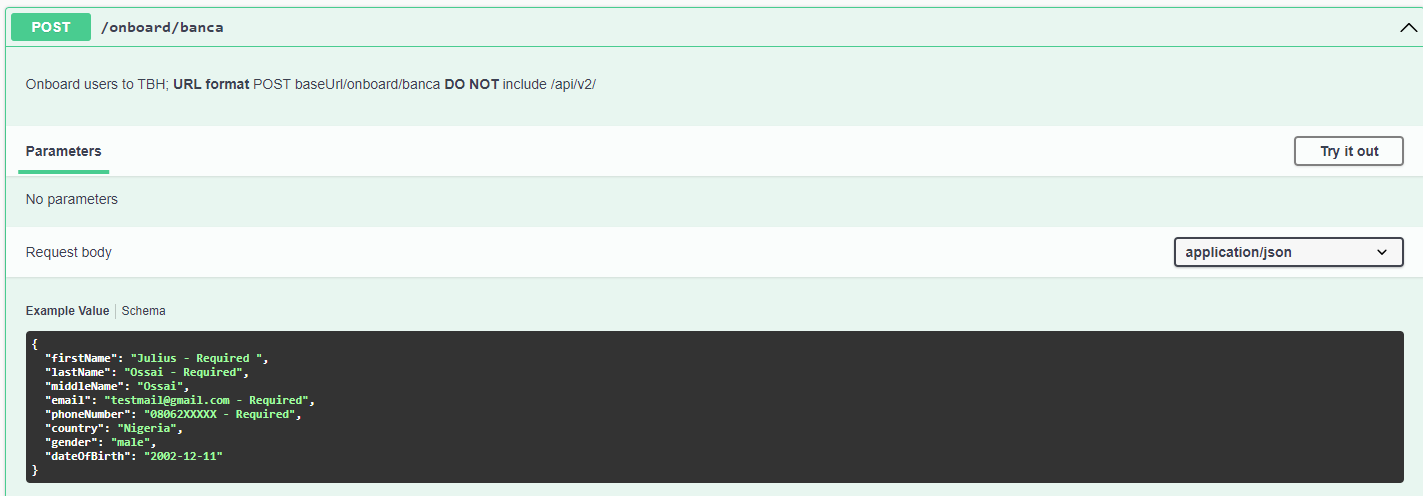 POST /onboard/banca
Onboard users to TBH; URL format POST baseUrl/onboard/banca DO NOT include /api/v2/
Parameters
Try it out
No parameters
Request body
application/json
Example Value Schema
{
"firstName": "Julius - Required ",
"lastName": "Ossai - Required",
"middleName": "Ossai",
"email": "testmail@gmail.com - Required",
"phoneNumber": "08062XXXXX - Required",
"country": "Nigeria",
"gender": "male",
"dateOfBirth": "2002-12-11"
}